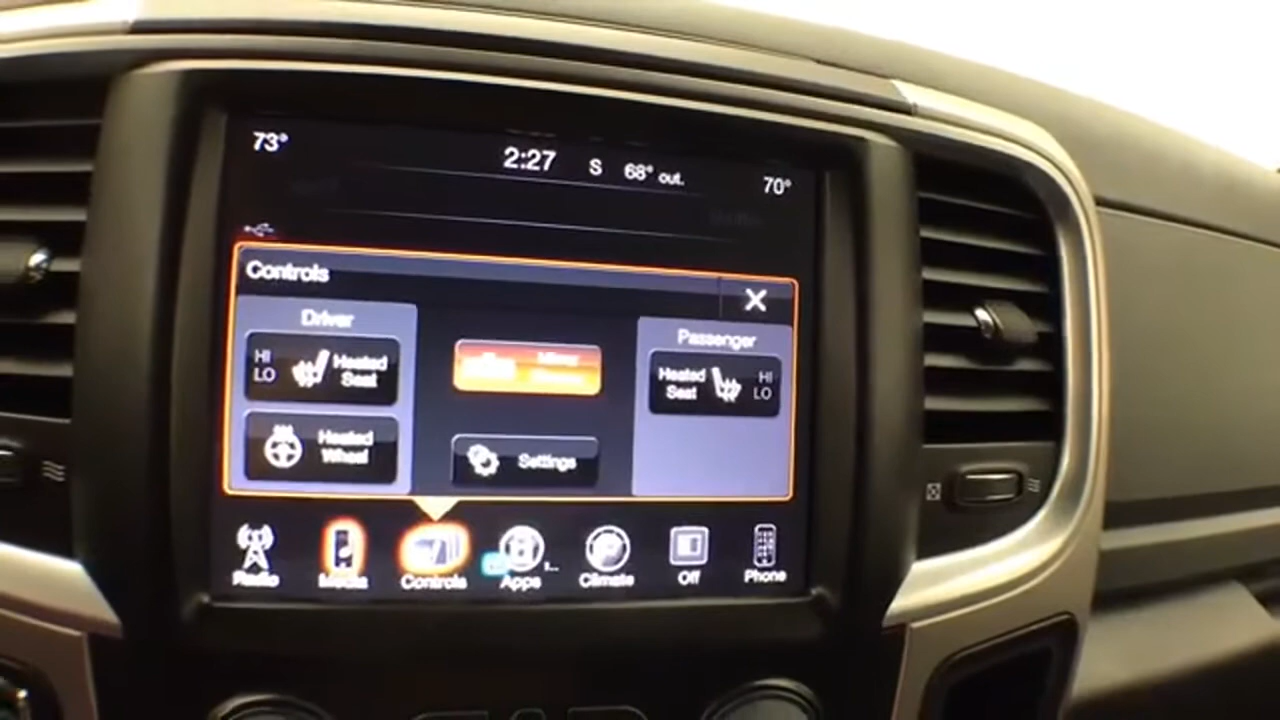 73°
2:27 S 68° out.
70°
Controls
X
Driver
HI
LO
Heated
Seat
Heated
Wheel
Settings
Passenger
Heated
Seat
HI
LO
Radio
Media
Controls
Apps
Climate
Off
Phone